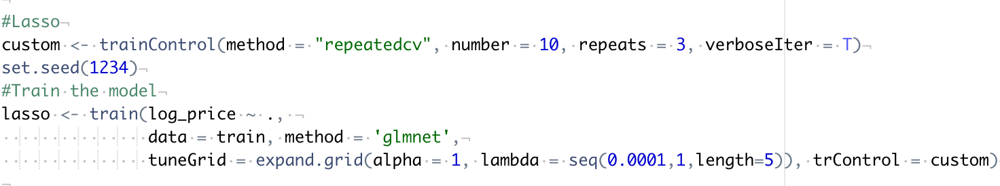 #Lasso
custom <- trainControl(method = "repeatedcv", number = 10, repeats = 3, verboseIter = T)
set.seed(1234)
#Train the model
lasso <- train(log_price ~ .,
               data = train, method = 'glmnet',
               tuneGrid = expand.grid(alpha = 1, lambda = seq(0.0001,1,length=5)), trControl = custom)